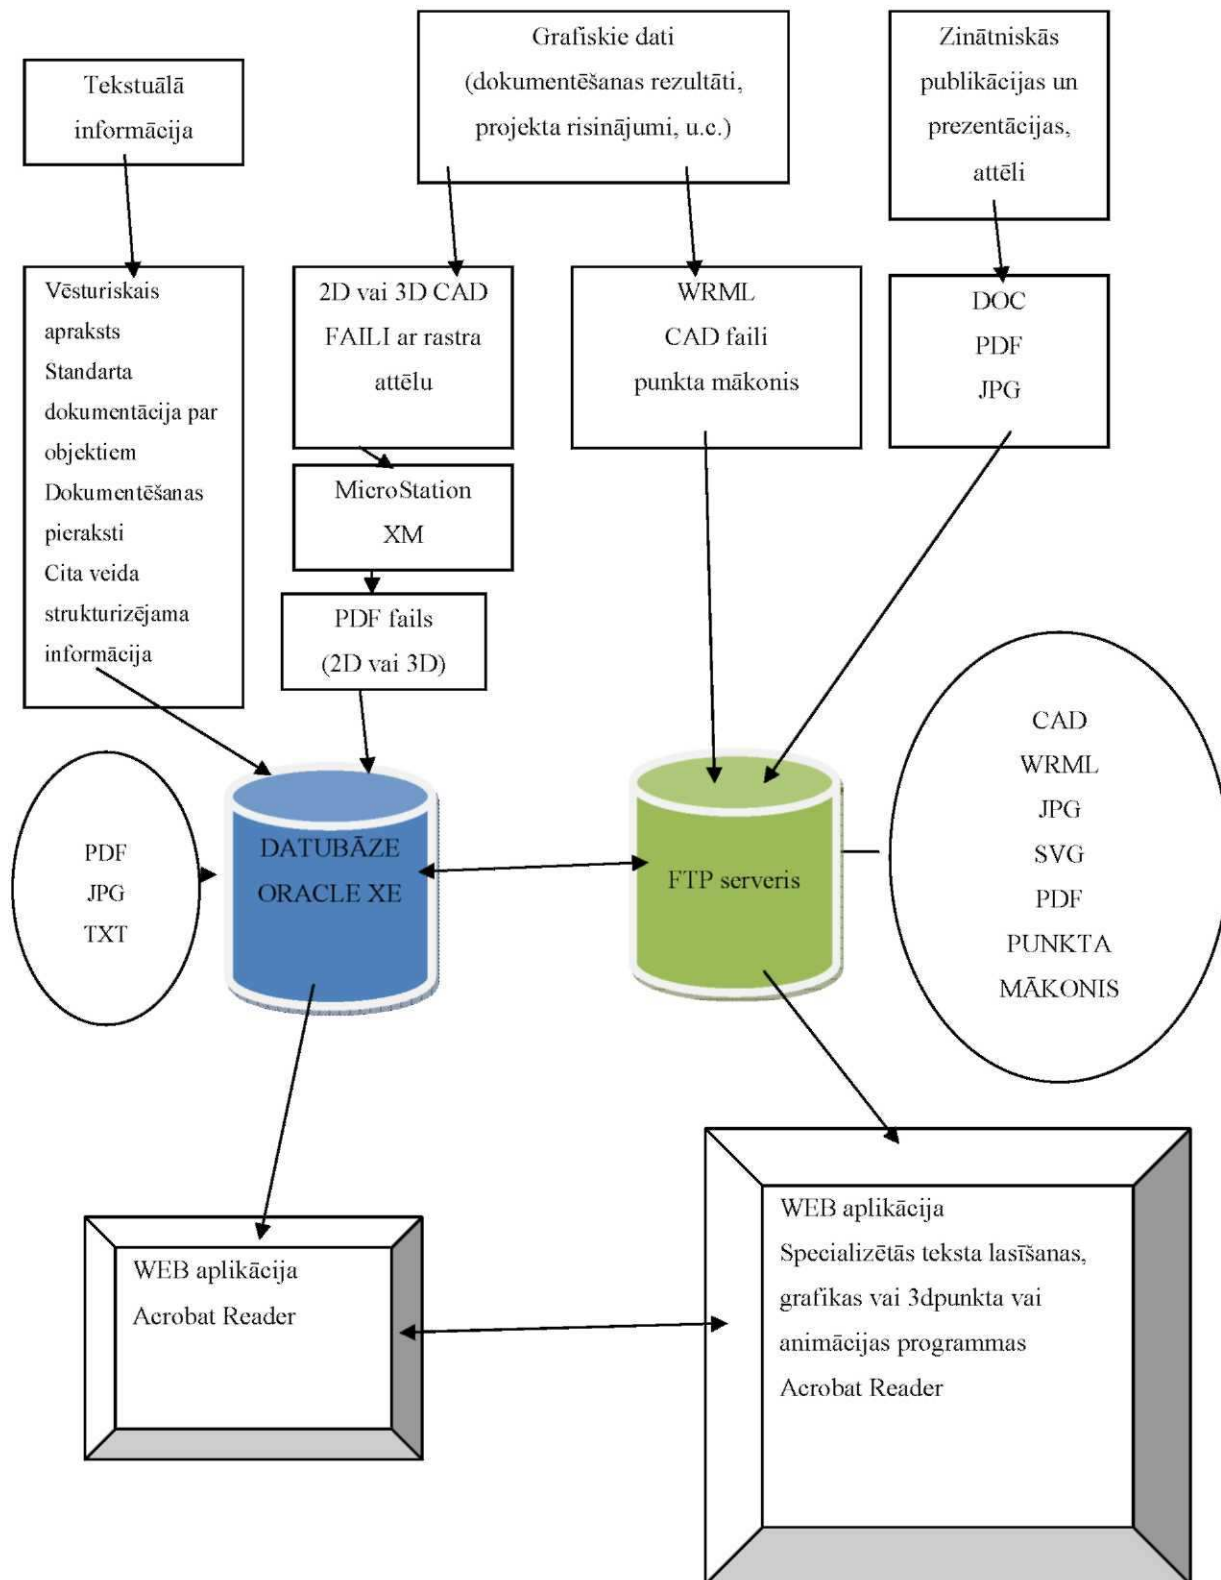 Tekstuālā
informācija
Grafiskie dati
(dokumentēšanas rezultāti,
projekta risinājumi, u.c.)
Zinātniskās
publikācijas un
prezentācijas,
attēli
Vēsturiskais
apraksts
Standarta
dokumentācija par
objektiem
Dokumentēšanas
pieraksti
Cita veida
strukturizējama
informācija
2D vai 3D CAD
FAILI ar rastra
attēlu
WRML
CAD faili
punkta mākonis
DOC
PDF
JPG
MicroStation
XM
PDF fails
(2D vai 3D)
PDF
JPG
TXT
DATUBĀZE
ORACLE XE
FTP serveris
CAD
WRML
JPG
SVG
PDF
PUNKTA
MĀKONIS
WEB aplikācija
Acrobat Reader
WEB aplikācija
Specializētās teksta lasīšanas,
grafikas vai 3dpunkta vai
animācijas programmas
Acrobat Reader